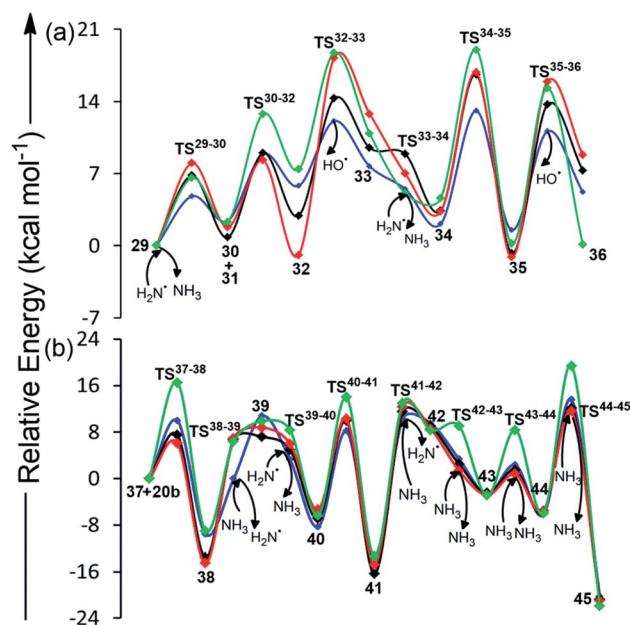 Relative Energy (kcal mol⁻¹)
(a)
21
14
7
0
-7
TS²⁹⁻³⁰
TS³⁰⁻³²
TS³²⁻³³
TS³³⁻³⁴
TS³⁴⁻³⁵
TS³⁵⁻³⁶
29
30
+
31
32
33
34
35
36
H₂N• NH₃
HO•
H₂N•
NH₃
HO•
(b)
24
16
8
0
-8
-16
-24
TS³⁷⁻³⁸
TS³⁸⁻³⁹
39
TS³⁹⁻⁴⁰
TS⁴⁰⁻⁴¹
TS⁴¹⁻⁴²
42
TS⁴²⁻⁴³
TS⁴³⁻⁴⁴
TS⁴⁴⁻⁴⁵
37+20b
38
40
41
43
44
45
NH₃
H₂N•
H₂N•
NH₃
NH₃
H₂N•
NH₃
NH₃
NH₃ NH₃
NH₃
NH₃